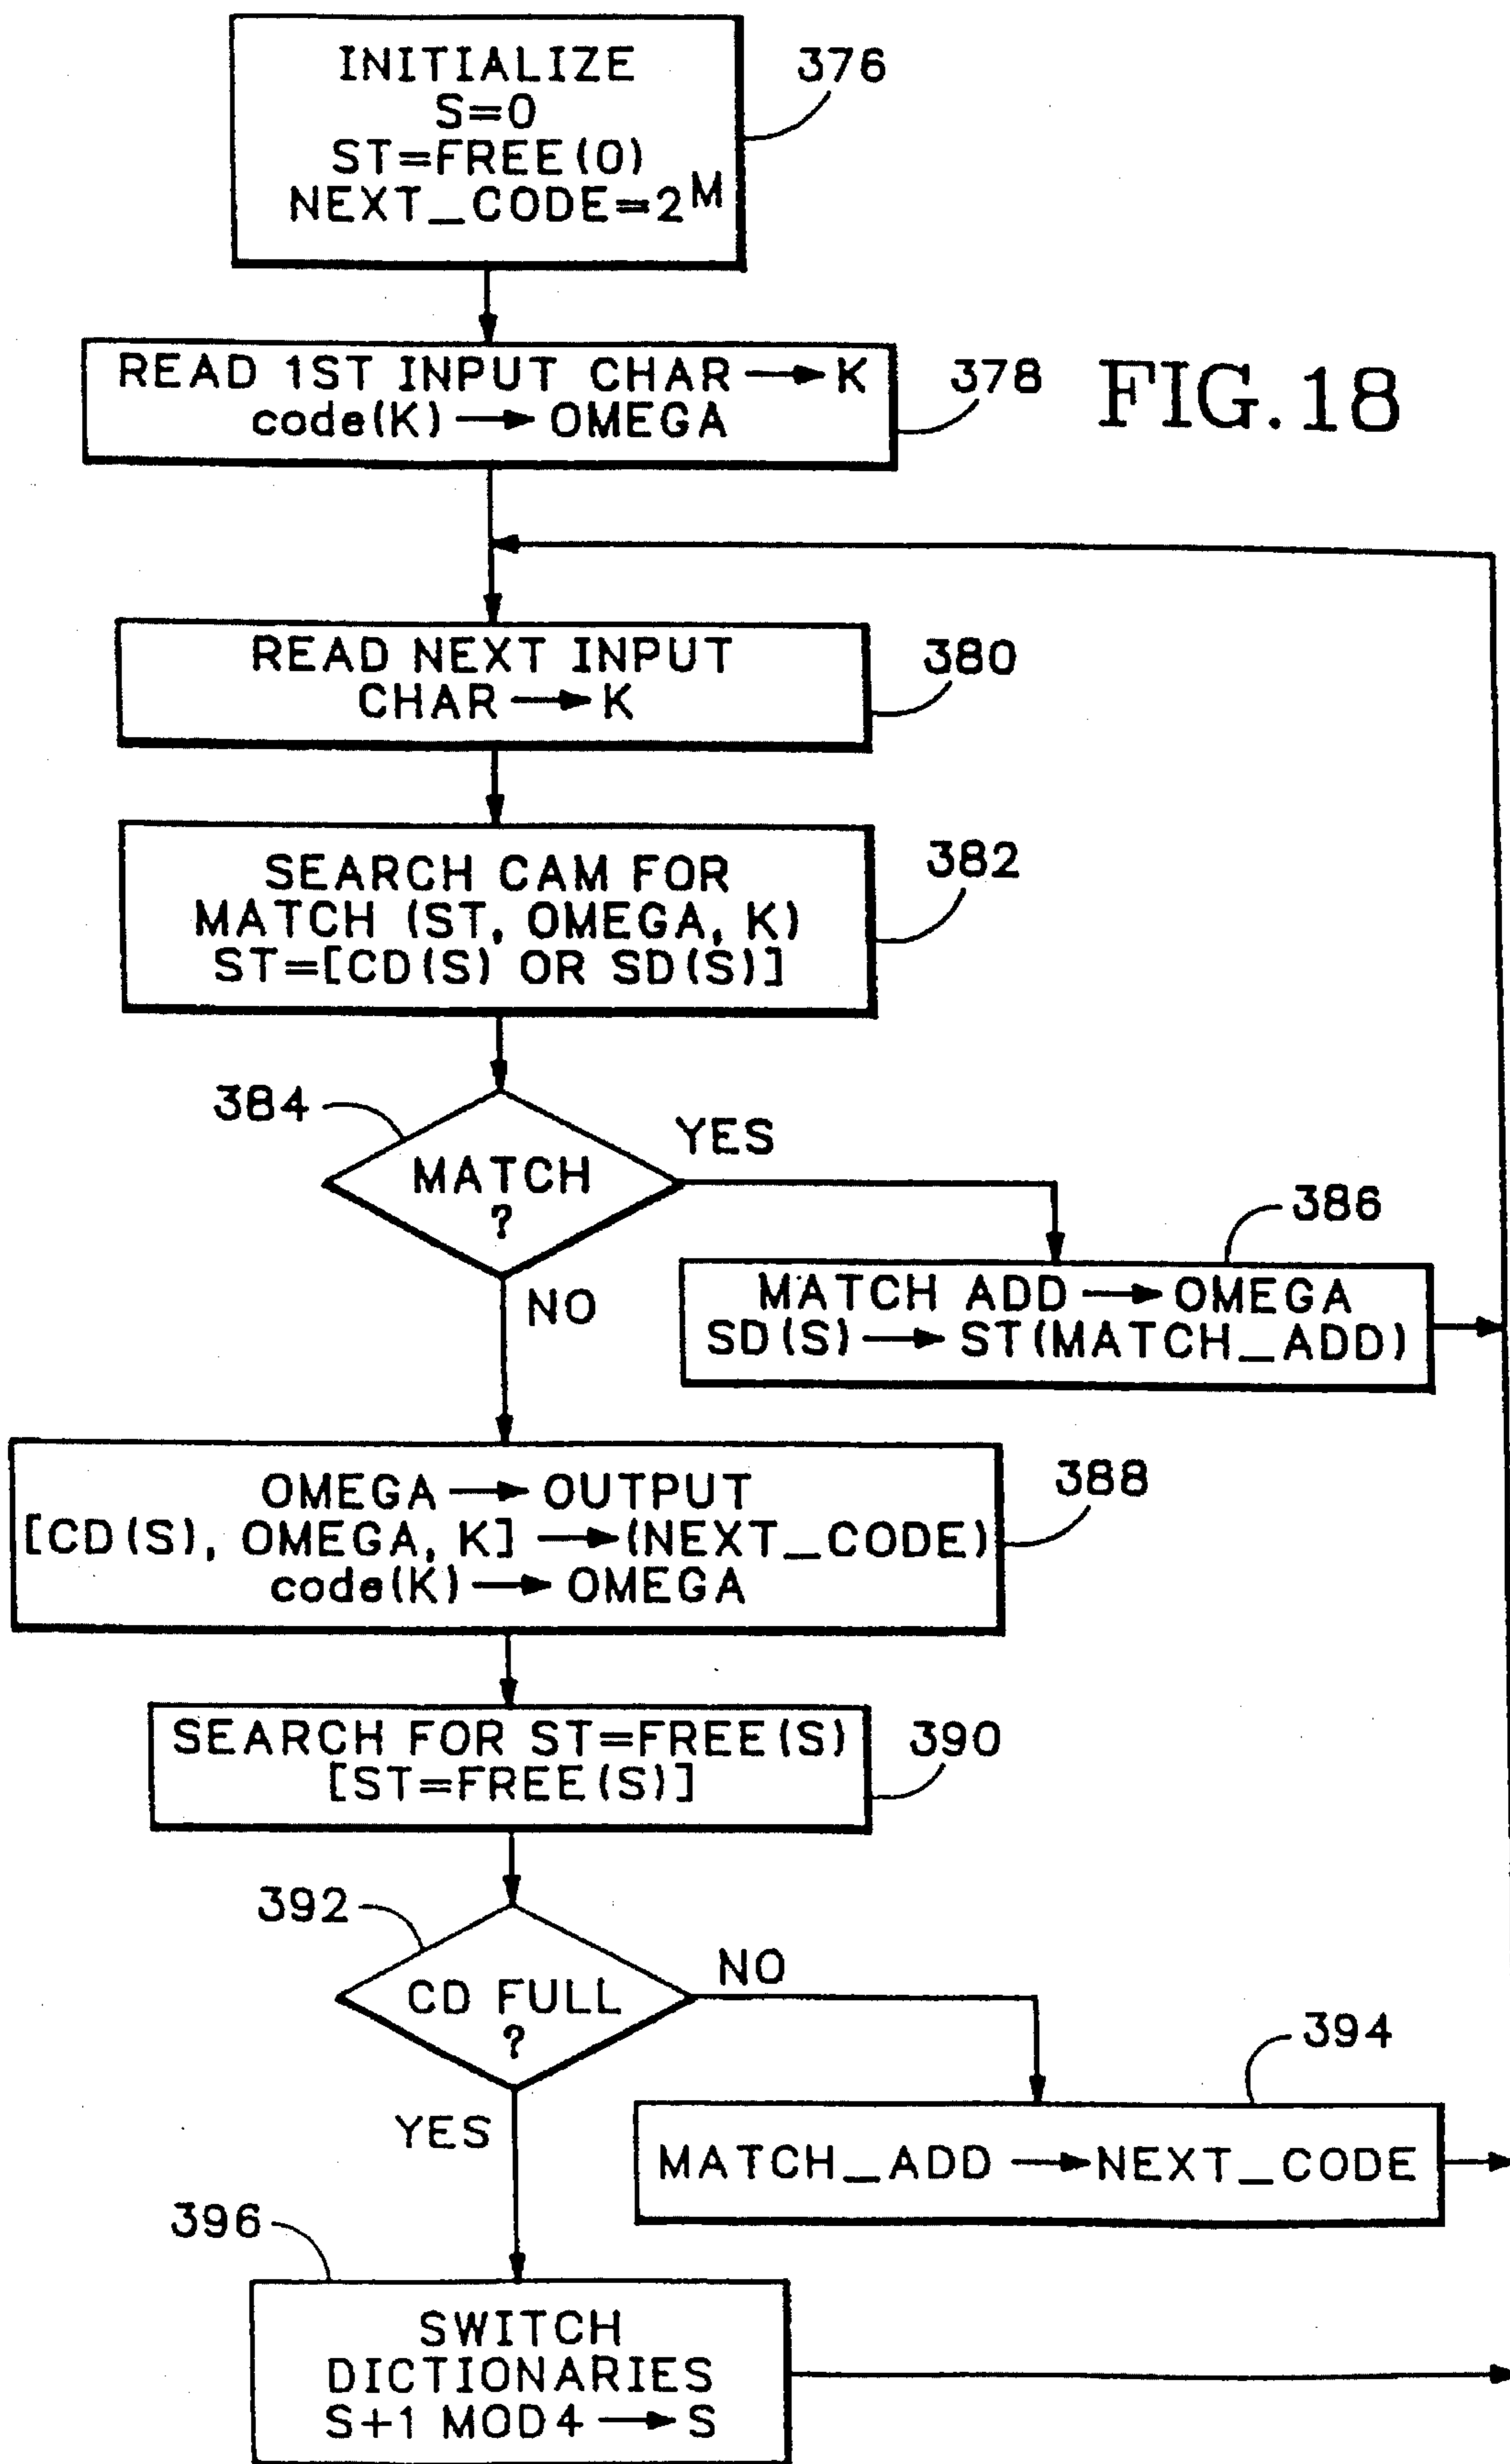 INITIALIZE
S=0
ST=FREE(0)
NEXT_CODE=2^M
376
READ 1ST INPUT CHAR → K
code(K) → OMEGA
378
FIG.18
READ NEXT INPUT
CHAR → K
380
SEARCH CAM FOR
MATCH (ST, OMEGA, K)
ST=[CD(S) OR SD(S)]
382
384
MATCH
?
YES
NO
386
MATCH ADD → OMEGA
SD(S) → ST(MATCH_ADD)
OMEGA → OUTPUT
[CD(S), OMEGA, K] → (NEXT_CODE)
code(K) → OMEGA
388
SEARCH FOR ST=FREE(S)
[ST=FREE(S)]
390
392
CD FULL
?
NO
YES
394
MATCH_ADD → NEXT_CODE
396
SWITCH
DICTIONARIES
S+1 MOD4 → S